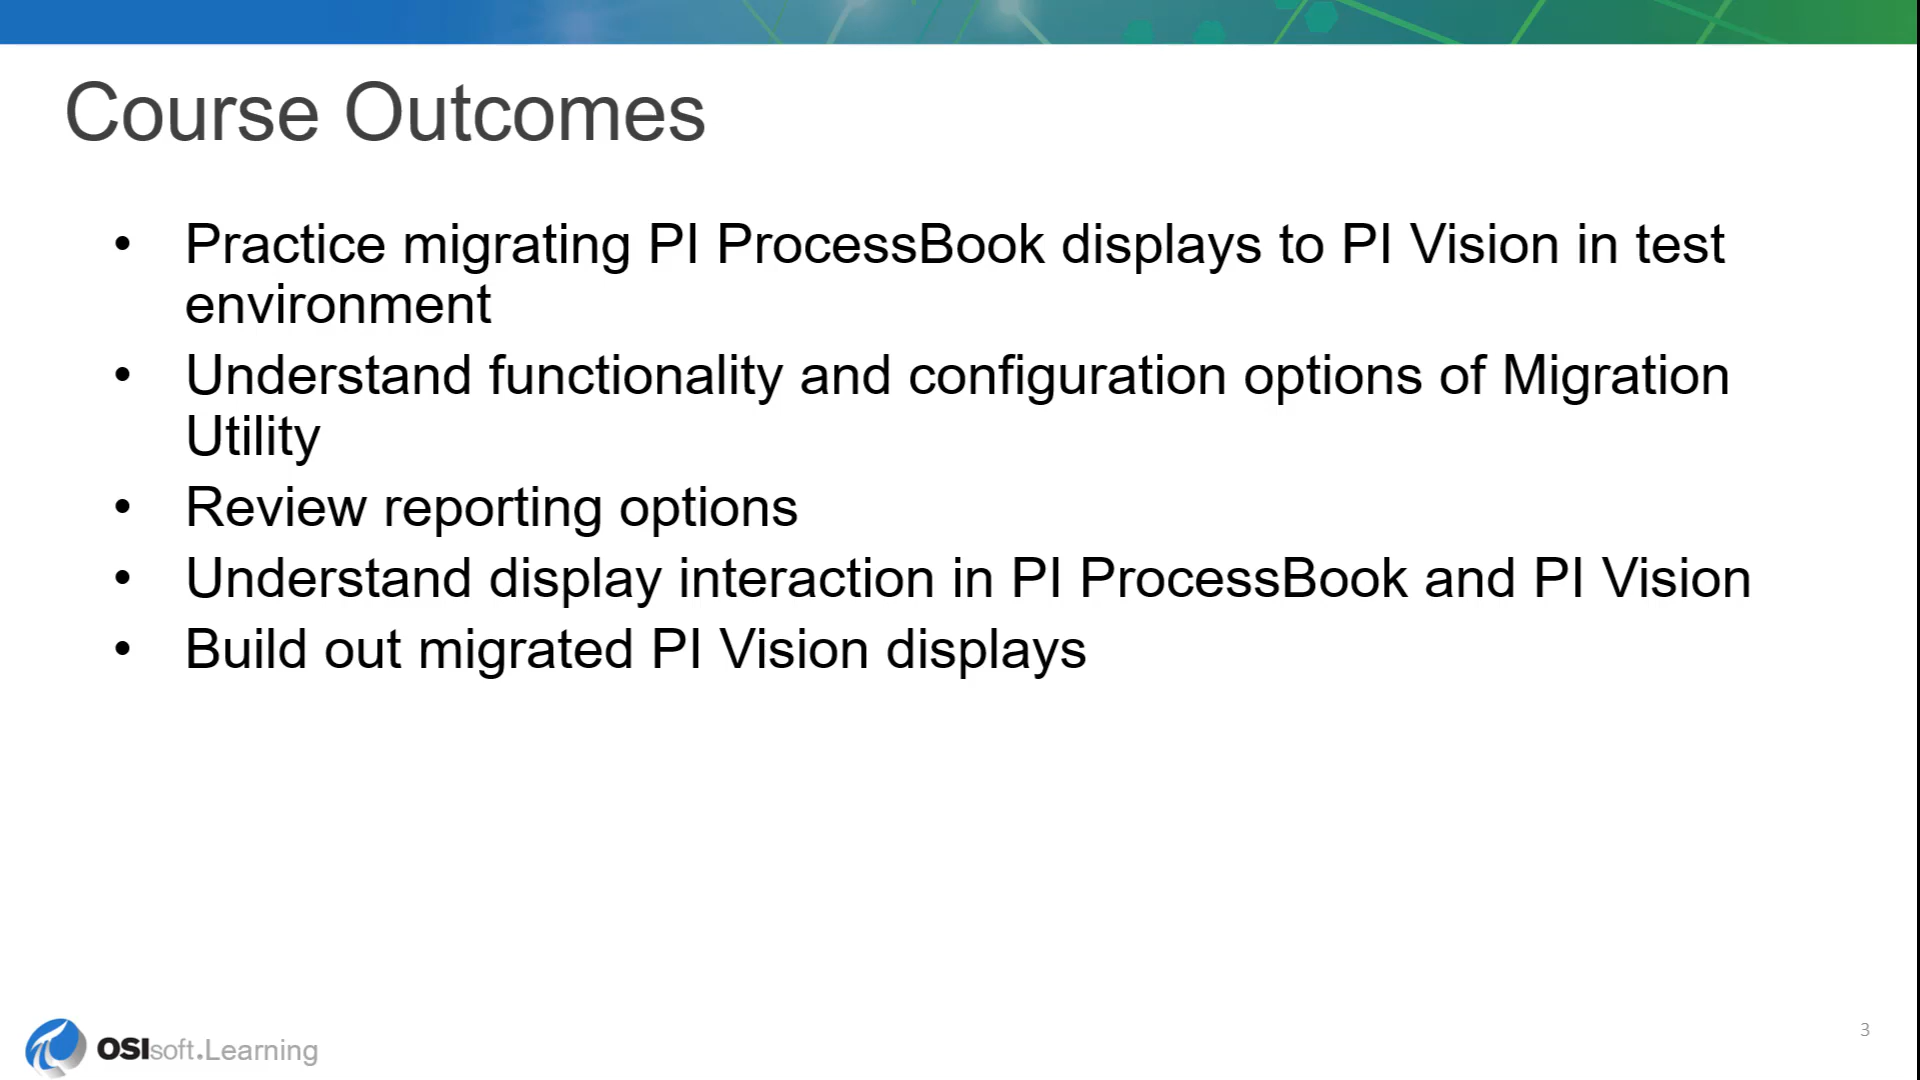 Course Outcomes
• Practice migrating PI ProcessBook displays to PI Vision in test
environment
• Understand functionality and configuration options of Migration
Utility
• Review reporting options
• Understand display interaction in PI ProcessBook and PI Vision
• Build out migrated PI Vision displays
OSIsoft.Learning
3